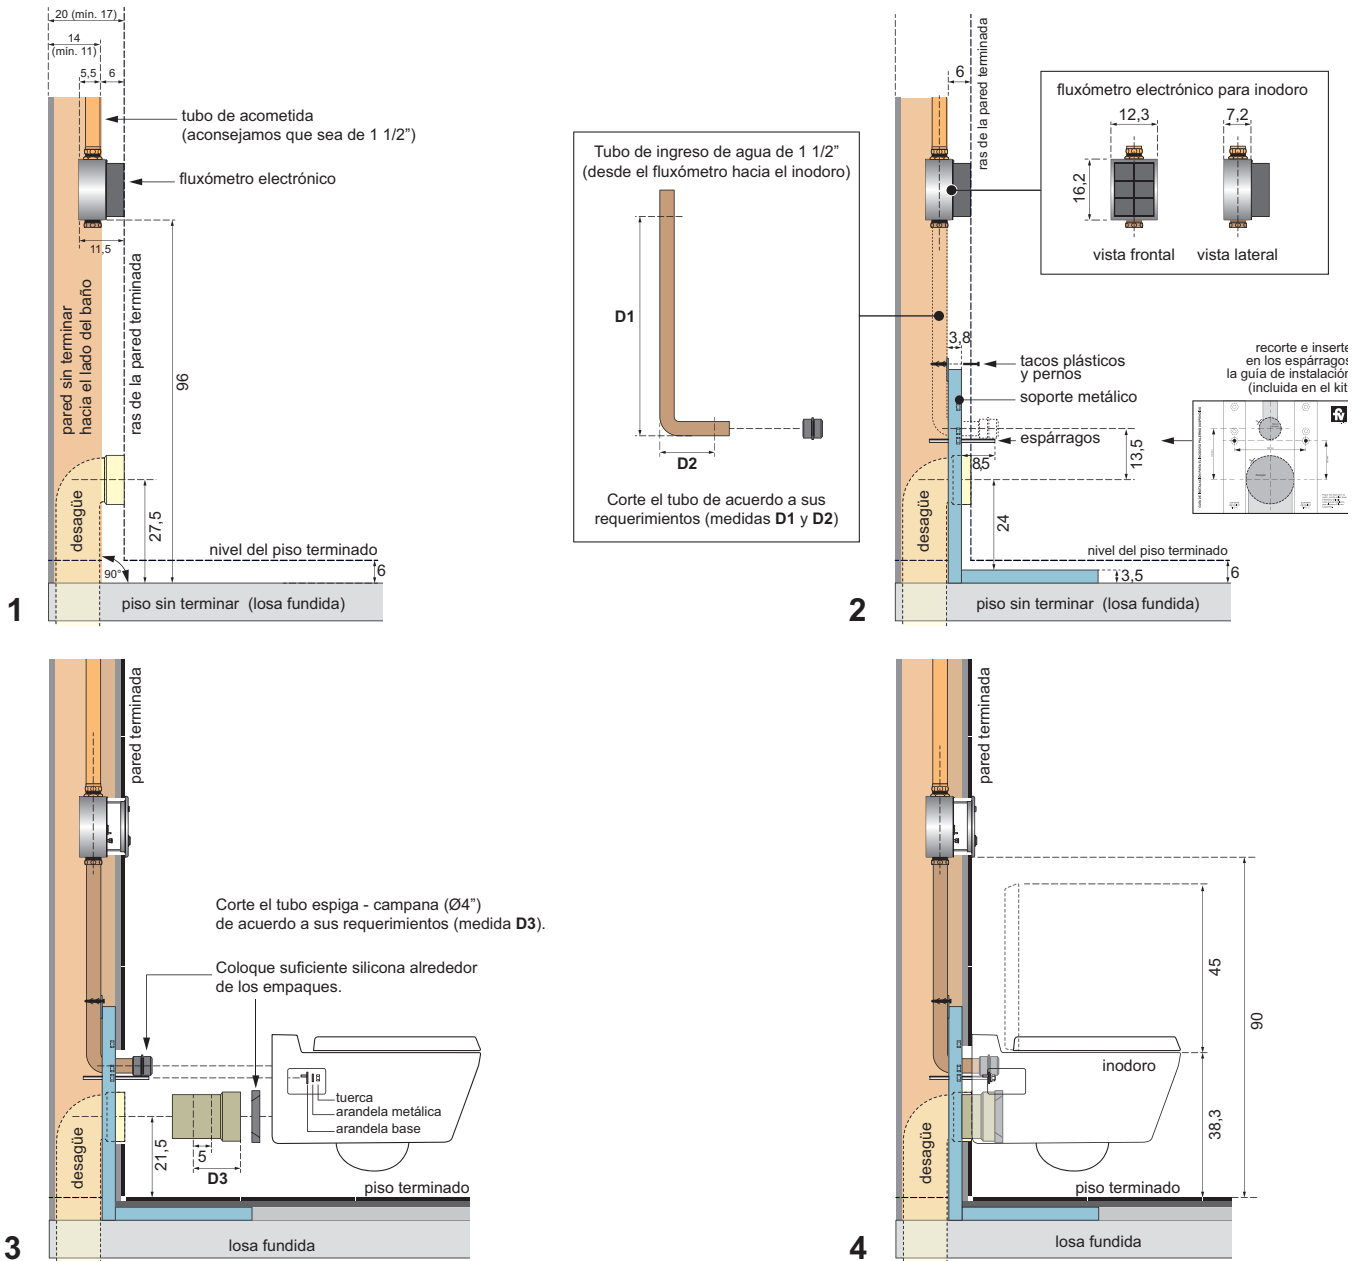 20 (mín. 17)
14
(mín. 11)
5,5
6
tubo de acometida
(aconsejamos que sea de 1 1/2”)
fluxómetro electrónico
11,5
pared sin terminar
hacia el lado del baño
ras de la pared terminada
96
desagüe
27,5
nivel del piso terminado
90°
6
piso sin terminar (losa fundida)
1
Tubo de ingreso de agua de 1 1/2”
(desde el fluxómetro hacia el inodoro)
D1
D2
Corte el tubo de acuerdo a sus
requerimientos (medidas D1 y D2)
6
ras de la pared terminada
fluxómetro electrónico para inodoro
12,3
7,2
16,2
vista frontal
vista lateral
3,8
tacos plásticos
y pernos
soporte metálico
espárragos
8,5
13,5
recorte e inserte
en los espárragos
la guía de instalación
(incluida en el kit
fv
desagüe
24
nivel del piso terminado
3,5
6
piso sin terminar (losa fundida)
2
pared terminada
Corte el tubo espiga - campana (Ø4”)
de acuerdo a sus requerimientos (medida D3).
Coloque suficiente silicona alrededor
de los empaques.
tuerca
arandela metálica
arandela base
desagüe
21,5
5
D3
piso terminado
losa fundida
3
pared terminada
45
90
inodoro
38,3
desagüe
piso terminado
losa fundida
4